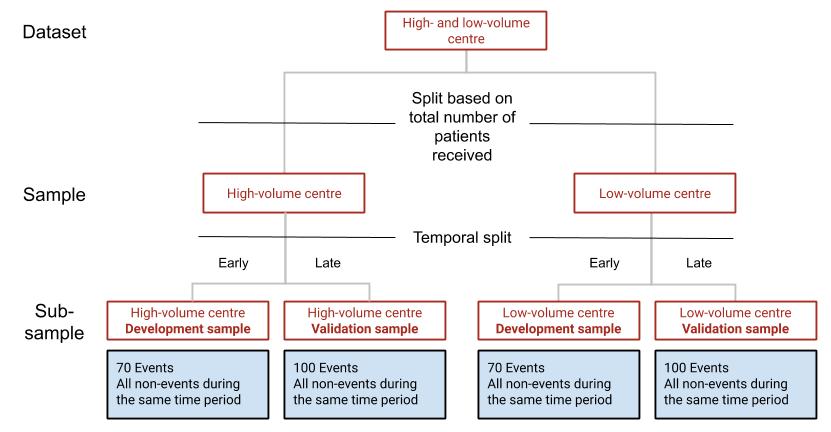 Dataset
High- and low-volume
centre
Split based on
total number of
patients
received
Sample
High-volume centre
Low-volume centre
Temporal split
Early
Late
Early
Late
Sub-
sample
High-volume centre
Development sample
High-volume centre
Validation sample
Low-volume centre
Development sample
Low-volume centre
Validation sample
70 Events
All non-events during
the same time period
100 Events
All non-events during
the same time period
70 Events
All non-events during
the same time period
100 Events
All non-events during
the same time period